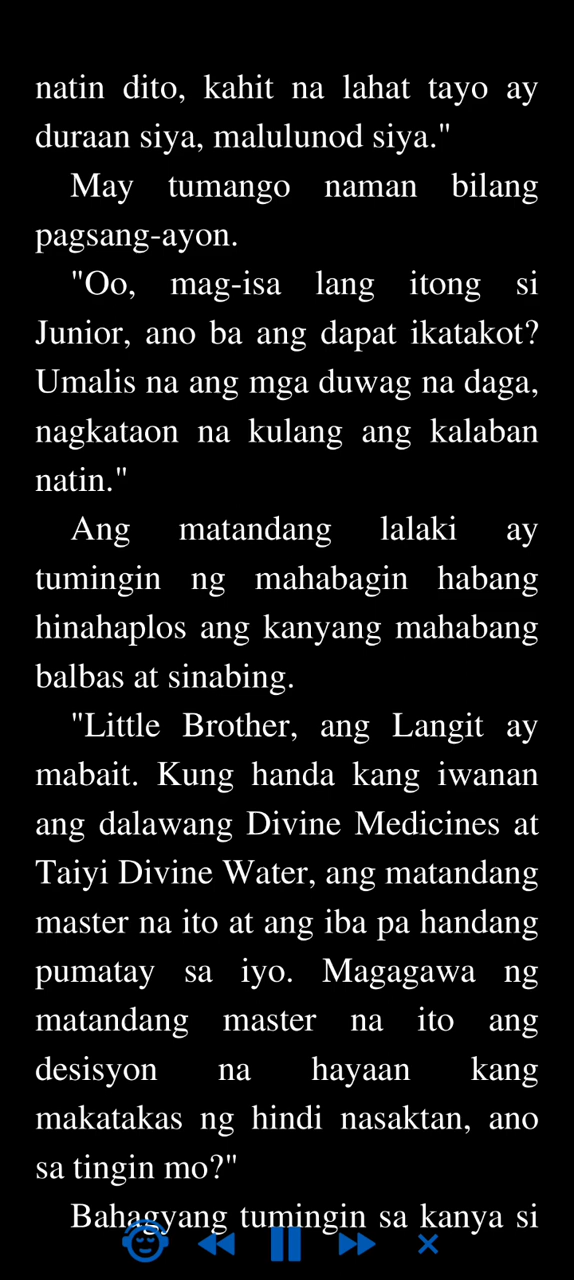 natin dito, kahit na lahat tayo ay
duraan siya, malulunod siya."
May tumango naman bilang
pagsang-ayon.
"Oo, mag-isa lang itong si
Junior, ano ba ang dapat ikatakot?
Umalis na ang mga duwag na daga,
nagkataon na kulang ang kalaban
natin."
Ang matandang lalaki ay
tumingin ng mahabagin habang
hinahaplos ang kanyang mahabang
balbas at sinabing.
"Little Brother, ang Langit ay
mabait. Kung handa kang iwanan
ang dalawang Divine Medicines at
Taiyi Divine Water, ang matandang
master na ito at ang iba pa handang
pumatay sa iyo. Magagawa ng
matandang master na ito ang
desisyon na hayaan kang
makatakas ng hindi nasaktan, ano
sa tingin mo?"
Bahagyang tumingin sa kanya si